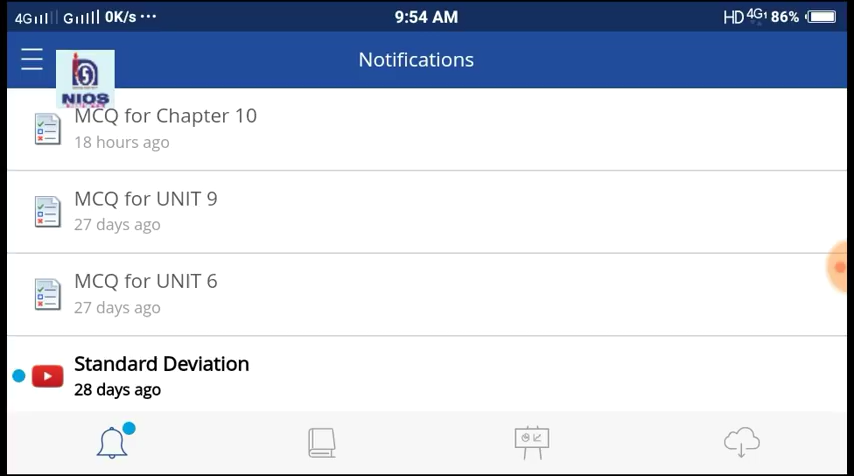 4G G 0K/s ... 9:54 AM HD 4G1 86%
Notifications
NIOS
MCQ for Chapter 10
18 hours ago
MCQ for UNIT 9
27 days ago
MCQ for UNIT 6
27 days ago
Standard Deviation
28 days ago